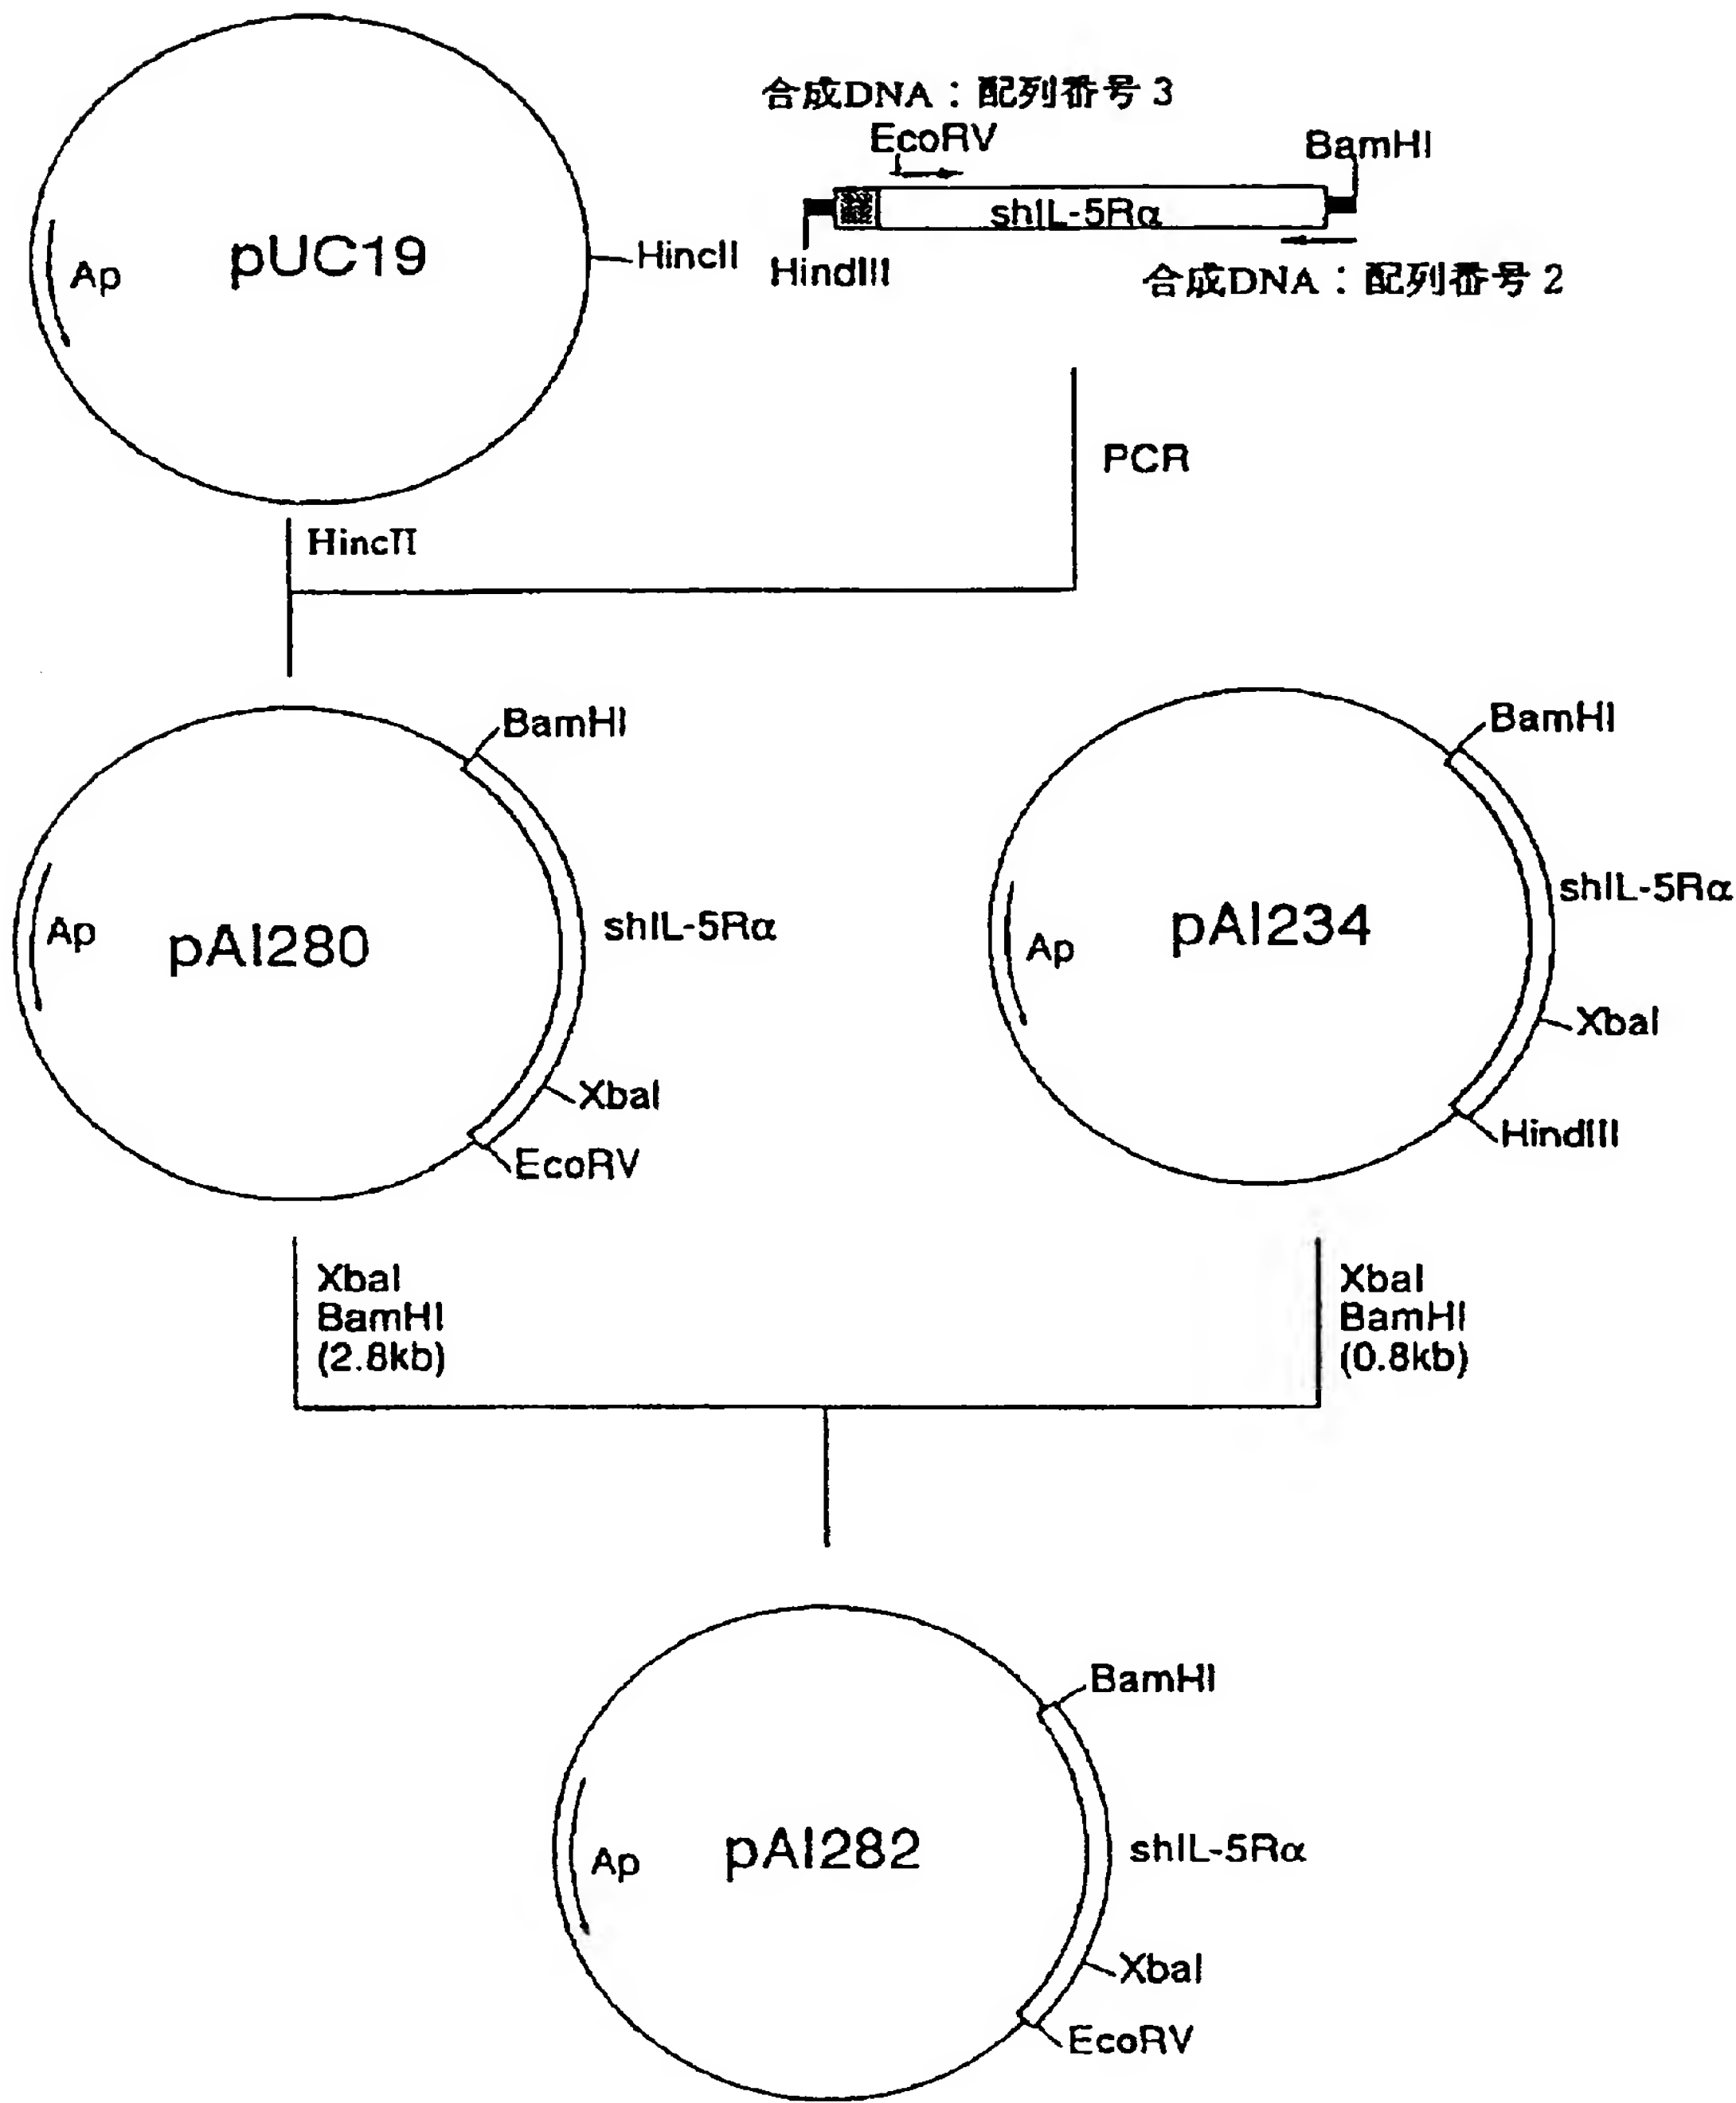 合成DNA：配列番号3
EcoRV
BamHI
shIL-5Rα
HindIII
合成DNA：配列番号2
Ap
pUC19
HincII
PCR
HincII
BamHI
shIL-5Rα
Ap
pAI280
XbaI
EcoRV
BamHI
shIL-5Rα
Ap
pAI234
XbaI
HindIII
XbaI
BamHI
(2.8kb)
XbaI
BamHI
(0.8kb)
BamHI
Ap
pAI282
shIL-5Rα
XbaI
EcoRV